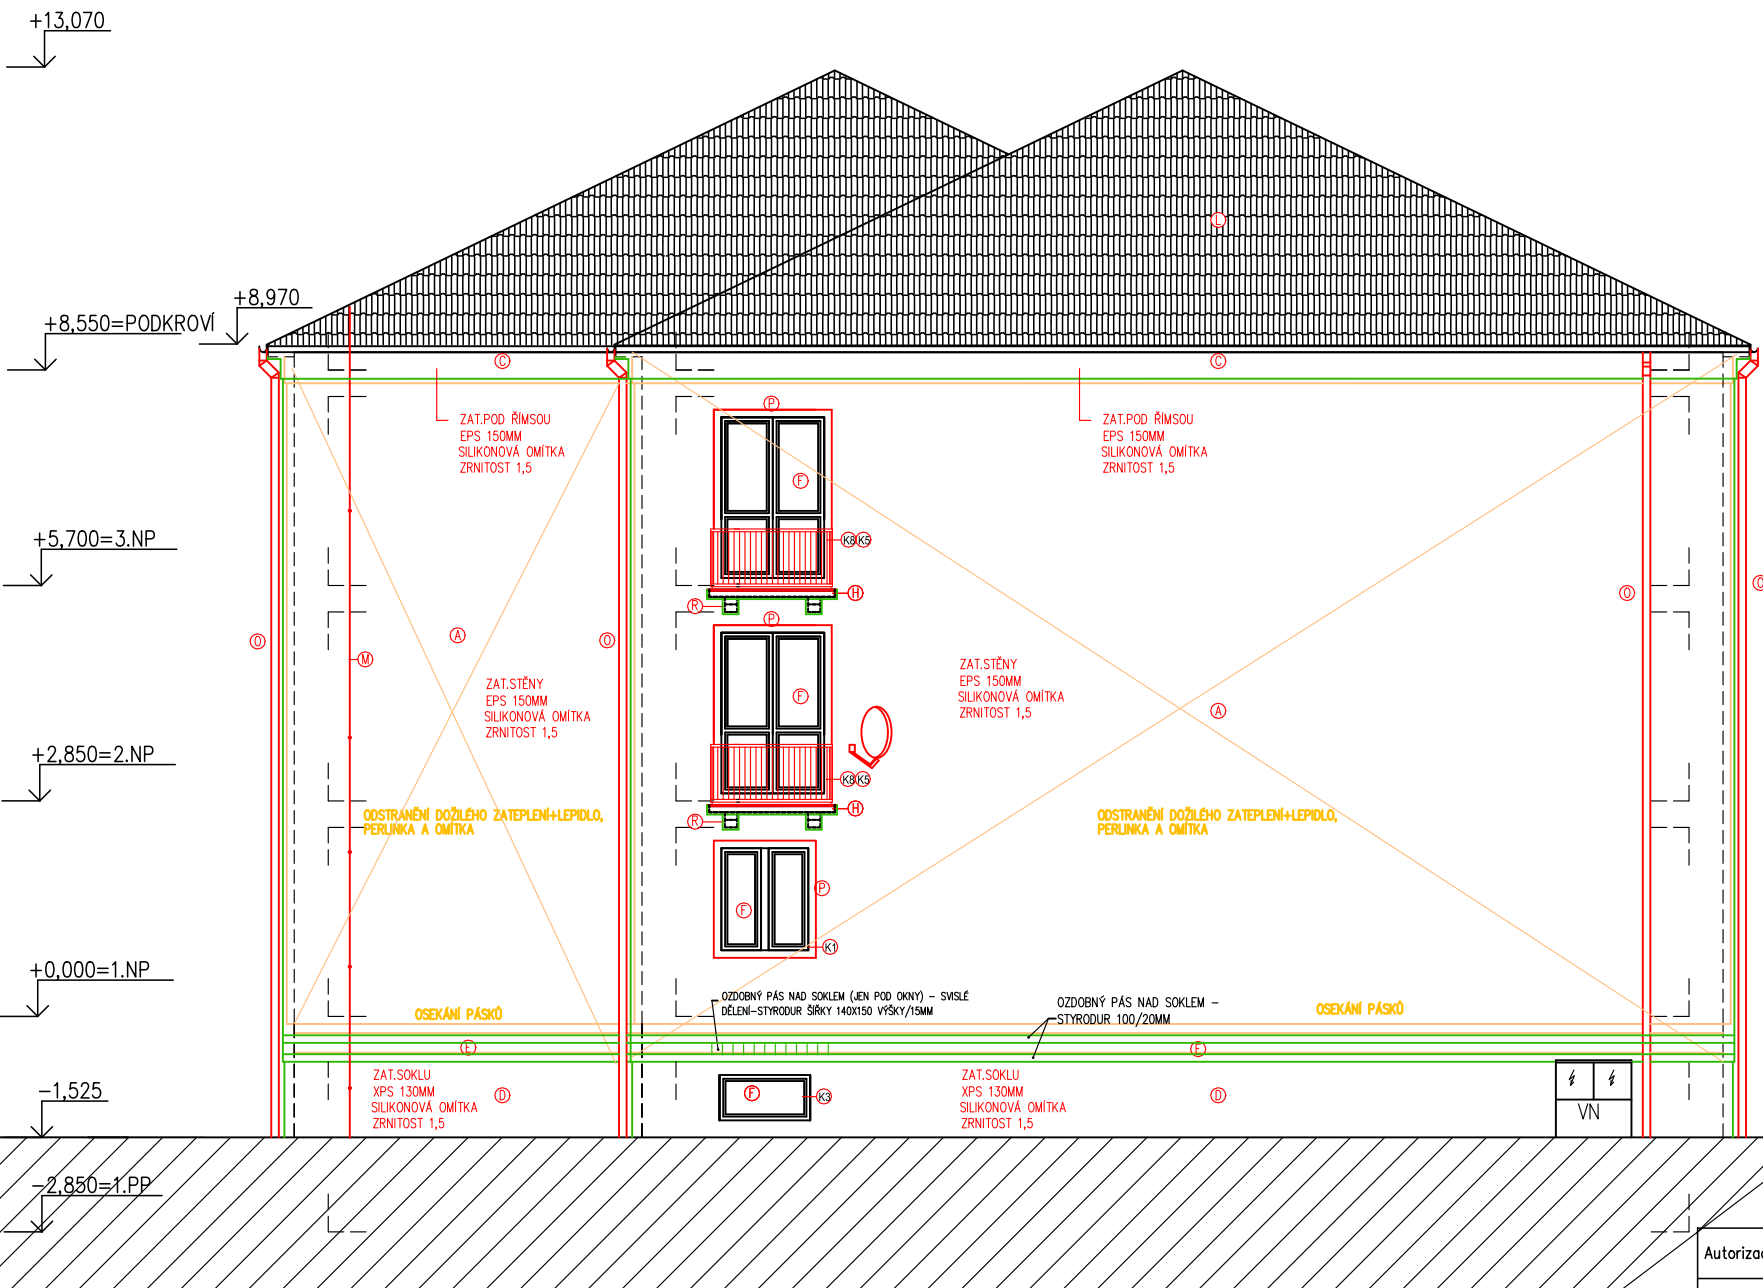 +13,070
L
+8,970
+8,550=PODKROVÍ
C
C
P
ZAT.POD ŘÍMSOU
EPS 150MM
SILIKONOVÁ OMÍTKA
ZRNITOST 1,5
ZAT.POD ŘÍMSOU
EPS 150MM
SILIKONOVÁ OMÍTKA
ZRNITOST 1,5
F
+5,700=3.NP
K8 K5
H
R
O
O
P
O
A
O
M
ZAT.STĚNY
EPS 150MM
SILIKONOVÁ OMÍTKA
ZRNITOST 1,5
F
ZAT.STĚNY
EPS 150MM
SILIKONOVÁ OMÍTKA
ZRNITOST 1,5
A
+2,850=2.NP
K8 K5
H
R
ODSTRANĚNÍ DOŽILÉHO ZATEPLENÍ+LEPIDLO,
PERLINKA A OMÍTKA
ODSTRANĚNÍ DOŽILÉHO ZATEPLENÍ+LEPIDLO,
PERLINKA A OMÍTKA
P
F
K1
+0,000=1.NP
OZDOBNÝ PÁS NAD SOKLEM (JEN POD OKNY) – SVISLÉ
DĚLENÍ–STYRODUR ŠÍŘKY 140X150 VÝŠKY/15MM
OZDOBNÝ PÁS NAD SOKLEM –
STYRODUR 100/20MM
OSEKÁNÍ PÁSKŮ
OSEKÁNÍ PÁSKŮ
E
E
–1,525
ZAT.SOKLU
XPS 130MM
SILIKONOVÁ OMÍTKA
ZRNITOST 1,5
D
F
K3
ZAT.SOKLU
XPS 130MM
SILIKONOVÁ OMÍTKA
ZRNITOST 1,5
D
VN
–2,850=1.PP
Autorizac